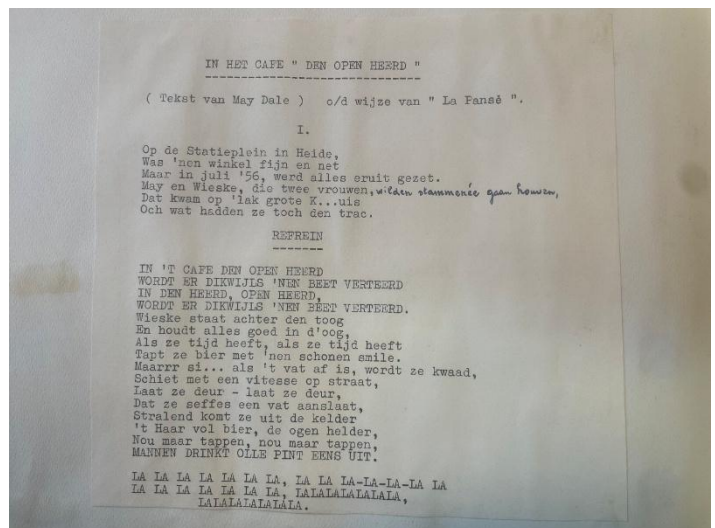 IN HET CAFE " DEN OPEN HEERD "
( Tekst van May Dale ) o/d wijze van " La Pansé ".
I.
Op de Statieplein in Heide,
Was 'nen winkel fijn en net
Maar in juli '56, werd alles eruit gezet.
May en Wieske, die twee vrouwen, wilden stammenée gaan houwen,
Dat kwam op 'lak grote K...uis
Och wat hadden ze toch den trac.
REFREIN
IN 'T CAFE DEN OPEN HEERD
WORDT ER DIKWIJLS 'NEN BEET VERTEERD
IN DEN HEERD, OPEN HEERD,
WORDT ER DIKWIJLS 'NEN BEET VERTEERD.
Wieske staat achter den toog
En houdt alles goed in d'oog,
Als ze tijd heeft, als ze tijd heeft
Tapt ze bier met 'nen schonen smile.
Maarrr si... als 't vat af is, wordt ze kwaad,
Schiet met een vitesse op straat,
Laat ze deur - laat ze deur,
Dat ze seffes een vat aanslaat,
Stralend komt ze uit de kelder
't Haar vol bier, de ogen helder,
Nou maar tappen, nou maar tappen,
MANNEN DRINKT OLLE PINT EENS UIT.
LA LA LA LA LA LA LA, LA LA LA-LA-LA-LA LA
LA LA LA LA LA LA LA, LALALALALALALA,
LALALALALALALA.